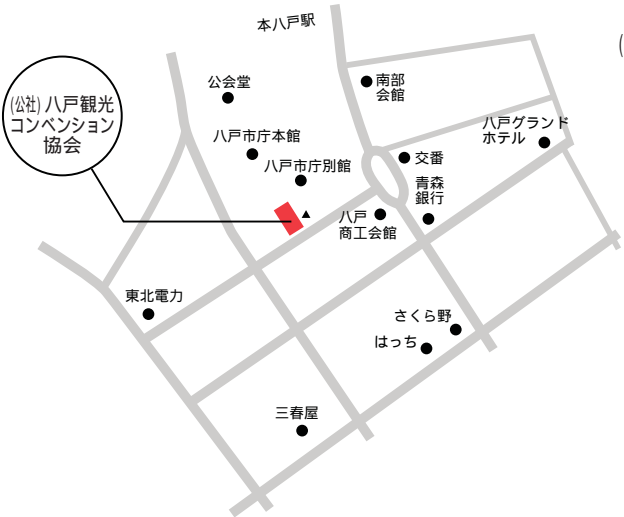 本八戸駅
(
(公社) 八戸観光
コンベンション
協会
公会堂
南部
会館
八戸市庁本館
八戸市庁別館
交番
八戸グランド
ホテル
青森
銀行
八戸
商工会館
東北電力
さくら野
はっち
三春屋